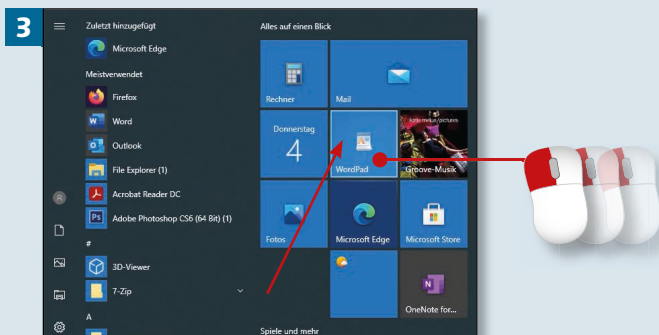 3
Zuletzt hinzugefügt
Microsoft Edge
Meistverwendet
Firefox
Word
Outlook
File Explorer (1)
Acrobat Reader DC
Adobe Photoshop CS6 (64 Bit) (1)
#
3D-Viewer
7-Zip
A
Alles auf einen Blick
Rechner
Mail
Donnerstag
4
WordPad
Groove-Musik
Fotos
Microsoft Edge
Microsoft Store
OneNote for...
Spiele und mehr